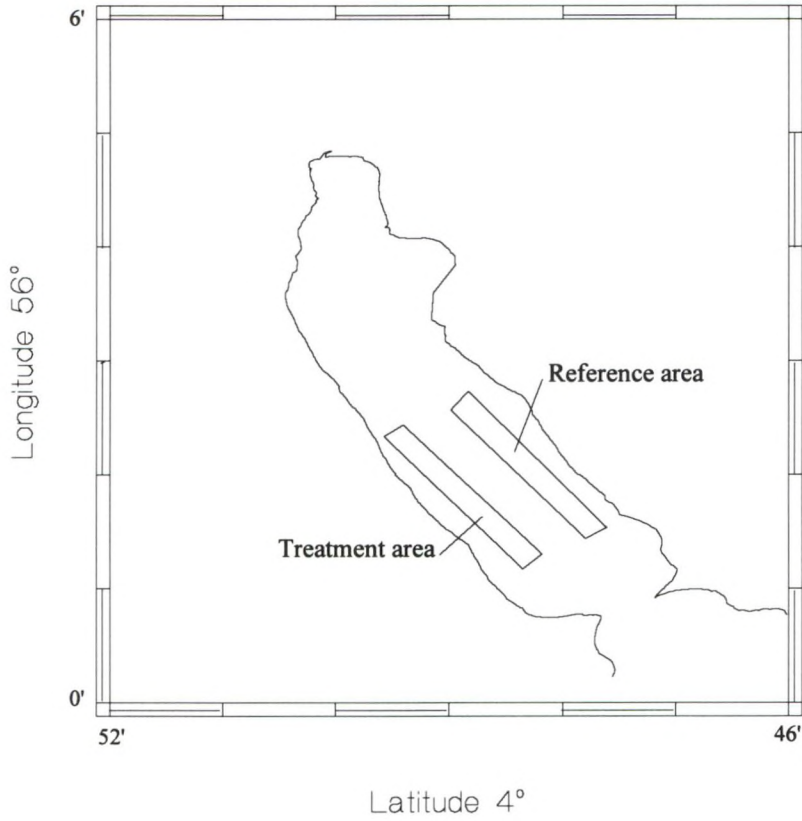 6'
Longitude 56°
Reference area
Treatment area
0'
52'
46'
Latitude 4°